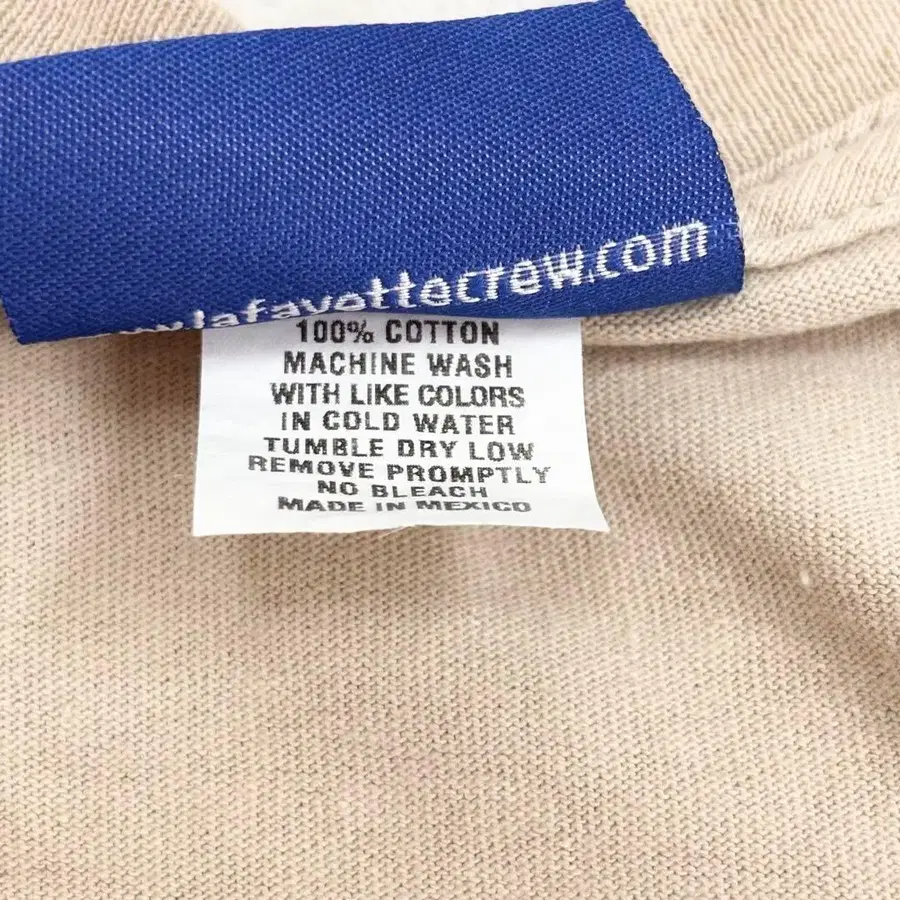 www.lafayettecrew.com
100% COTTON
MACHINE WASH
WITH LIKE COLORS
IN COLD WATER
TUMBLE DRY LOW
REMOVE PROMPTLY
NO BLEACH
MADE IN MEXICO